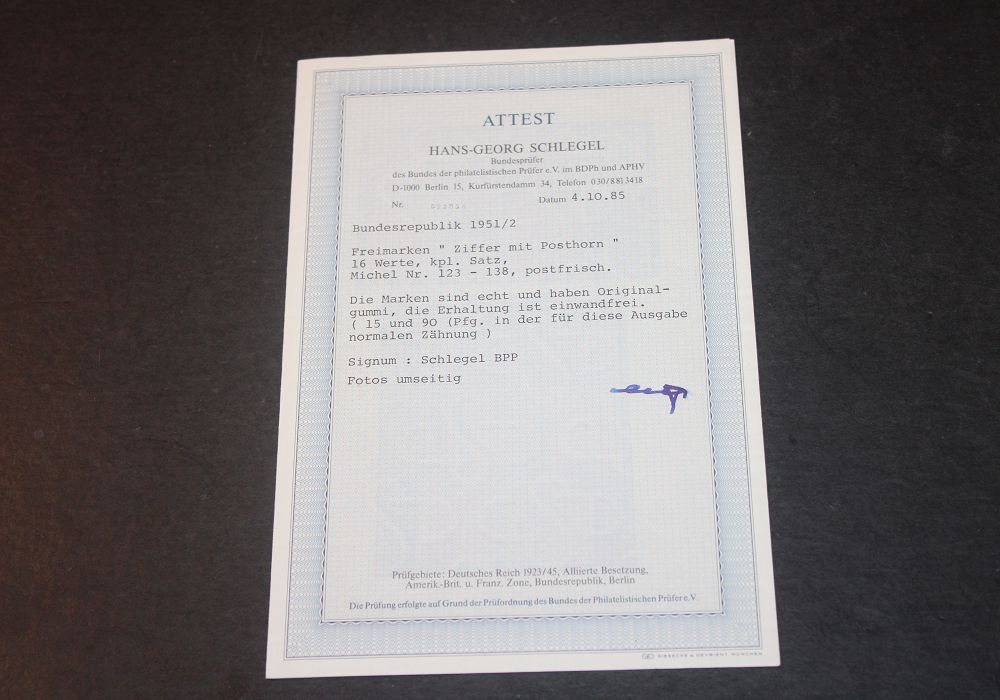 ATTEST
HANS-GEORG SCHLEGEL
Bundesprüfer
des Bundes der philatelistischen Prüfer e.V. im BDPh und APHV
D-1000 Berlin 15, Kurfürstendamm 34, Telefon 030/8813418
Nr. Datum 4.10.85
Bundesrepublik 1951/2
Freimarken " Ziffer mit Posthorn "
16 Werte, kpl. Satz,
Michel Nr. 123 - 138, postfrisch.
Die Marken sind echt und haben Original-
gummi, die Erhaltung ist einwandfrei.
( 15 und 90 (Pfg. in der für diese Ausgabe
normalen Zähnung )
Signum : Schlegel BPP
Fotos umseitig
Prüfgebiete: Deutsches Reich 1923/45, Alliierte Besetzung,
Amerik.-Brit. u. Franz. Zone, Bundesrepublik, Berlin
Die Prüfung erfolgte auf Grund der Prüfordnung des Bundes der Philatelistischen Prüfer e.V.
GIESECKE & DEVRIENT MÜNCHEN